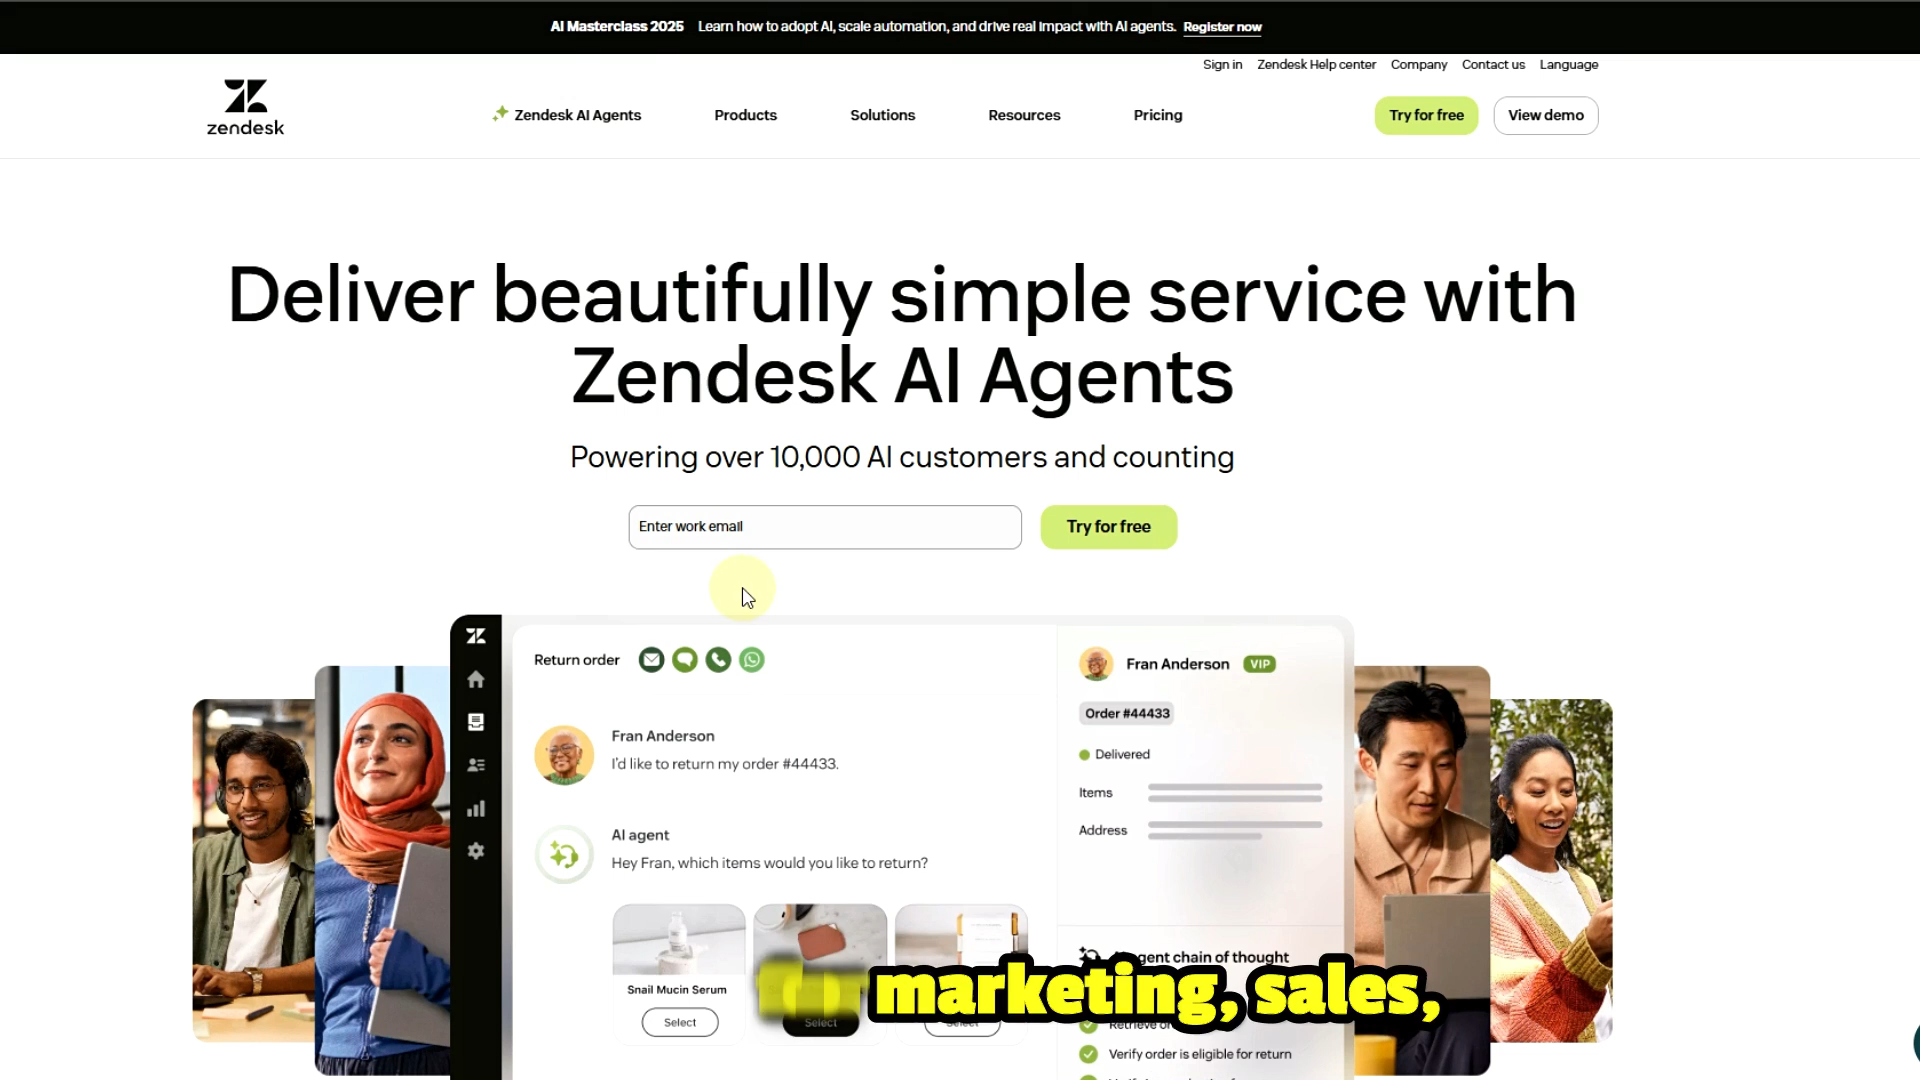 AI Masterclass 2025 Learn how to adopt AI, scale automation, and drive real impact with AI agents. Register now
Sign in Zendesk Help center Company Contact us Language
zendesk
Zendesk AI Agents Products Solutions Resources Pricing Try for free View demo
Deliver beautifully simple service with
Zendesk AI Agents
Powering over 10,000 AI customers and counting
Enter work email Try for free
Return order
Fran Anderson
I'd like to return my order #44433.
AI agent
Hey Fran, which items would you like to return?
Snail Mucin Serum
Select
Select
Select
Fran Anderson VIP
Order #44433
Delivered
Items
Address
agent chain of thought
marketing, sales,
Retrieve
Verify order is eligible for return